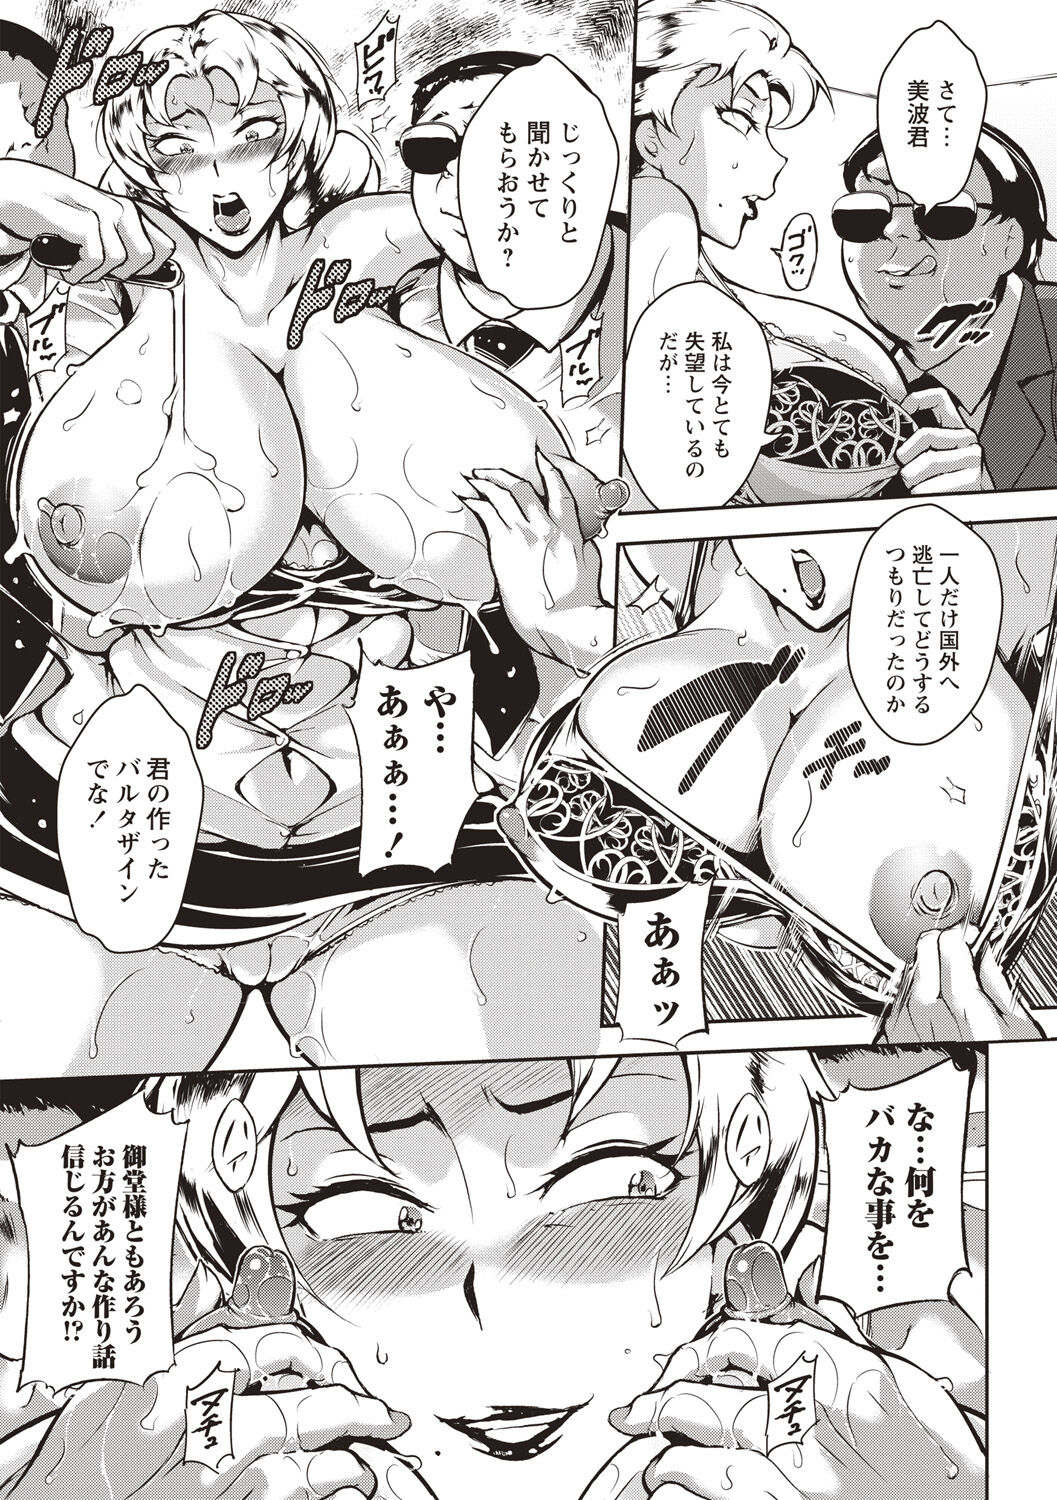 さて…
美波君
ゴクッ
グッ
私は今とても
失望しているの
だが…
一人だけ国外へ
逃亡してどうする
つもりだったのか
ブチッ
あぁッ
じっくりと
聞かせて
もらおうか？
ビクッ
ドロォ…
ドロォ…
ドロォ
ブルッ
ブルッ
や…
あぁぁ…！
君の作った
バルタザイン
でな！
な…何を
バカな事を…
御堂様ともあろう
お方があんな作り話
信じるんですか!?
ヌチュ
ヌチュ